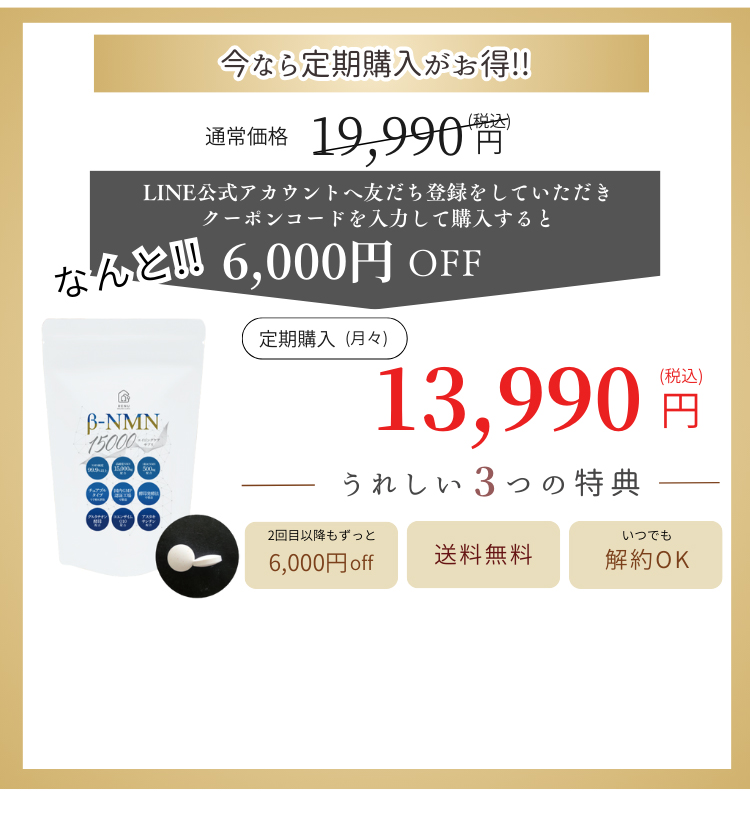 今なら定期購入がお得!!
通常価格 19,990円 (税込)
LINE公式アカウントへ友だち登録をしていただき
クーポンコードを入力して購入すると
なんと!! 6,000円 OFF
定期購入 (月々)
13,990円 (税込)
β-NMN
15000
うれしい3つの特典
2回目以降もずっと
6,000円off
送料無料
いつでも
解約OK